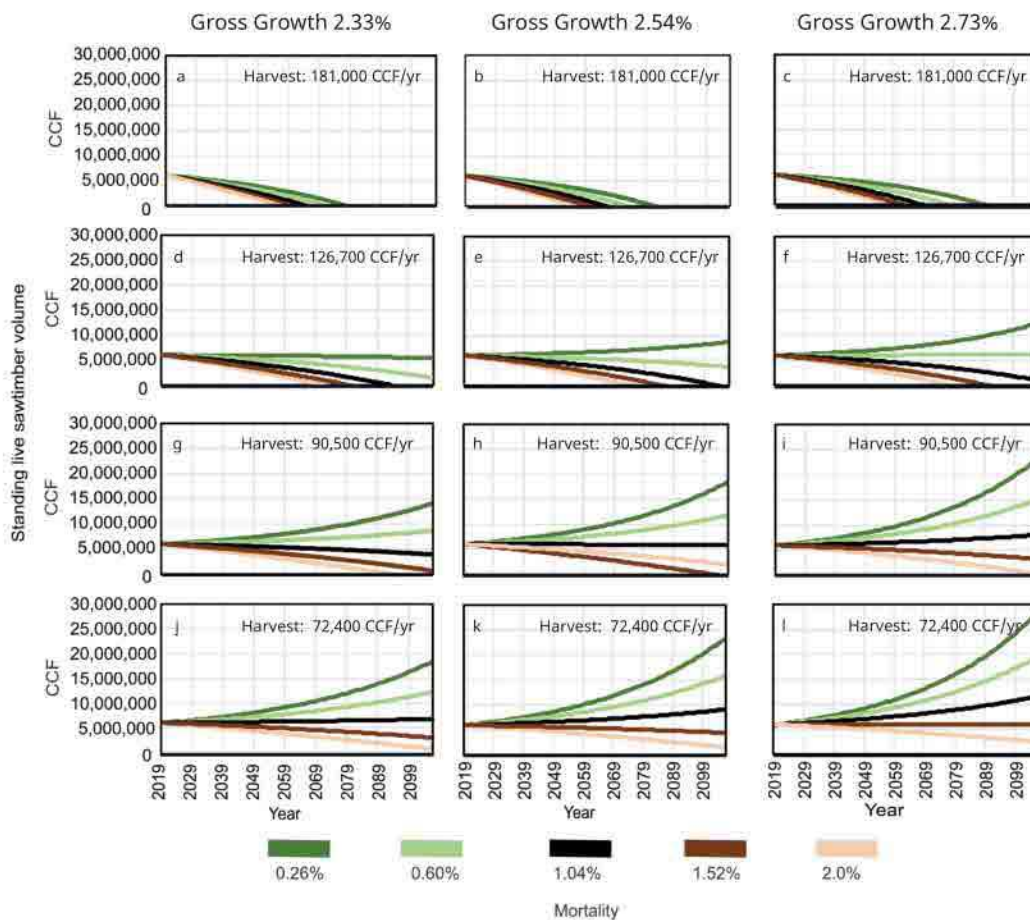 Gross Growth 2.33% Gross Growth 2.54% Gross Growth 2.73%
Standing live sawtimber volume
CCF
30,000,000
25,000,000
20,000,000
15,000,000
10,000,000
5,000,000
0
a Harvest: 181,000 CCF/yr
b Harvest: 181,000 CCF/yr
c Harvest: 181,000 CCF/yr
CCF
30,000,000
25,000,000
20,000,000
15,000,000
10,000,000
5,000,000
0
d Harvest: 126,700 CCF/yr
e Harvest: 126,700 CCF/yr
f Harvest: 126,700 CCF/yr
CCF
30,000,000
25,000,000
20,000,000
15,000,000
10,000,000
5,000,000
0
g Harvest: 90,500 CCF/yr
h Harvest: 90,500 CCF/yr
i Harvest: 90,500 CCF/yr
CCF
30,000,000
25,000,000
20,000,000
15,000,000
10,000,000
5,000,000
0
j Harvest: 72,400 CCF/yr
k Harvest: 72,400 CCF/yr
l Harvest: 72,400 CCF/yr
2019 2029 2039 2049 2059 2069 2079 2089 2099
2019 2029 2039 2049 2059 2069 2079 2089 2099
2019 2029 2039 2049 2059 2069 2079 2089 2099
Year Year Year
0.26% 0.60% 1.04% 1.52% 2.0%
Mortality